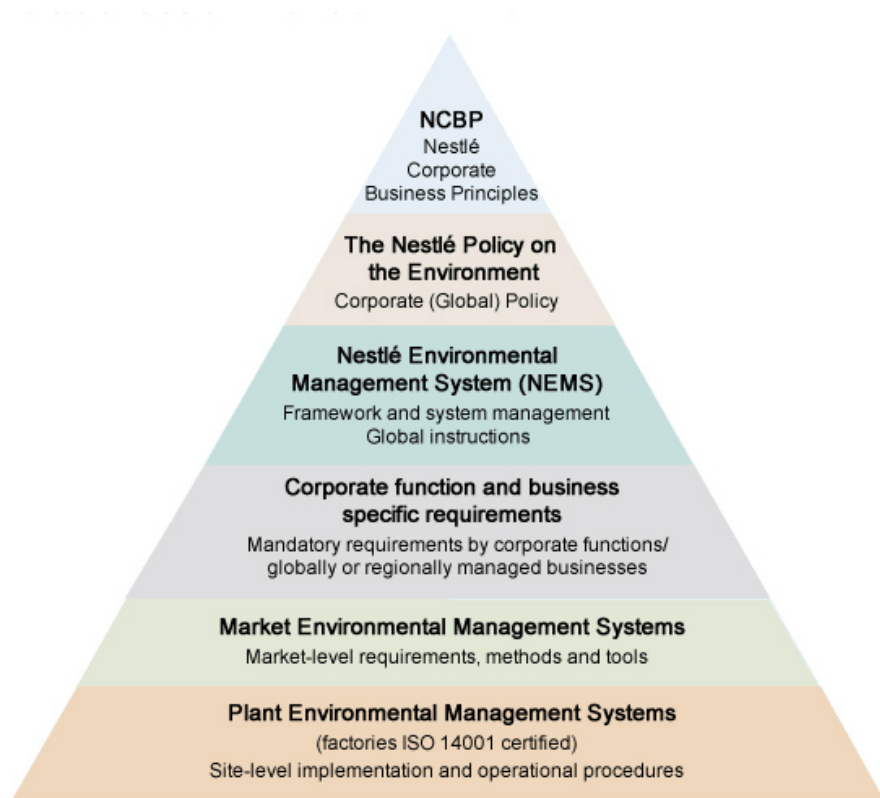 NCBP
Nestlé
Corporate
Business Principles
The Nestlé Policy on
the Environment
Corporate (Global) Policy
Nestlé Environmental
Management System (NEMS)
Framework and system management
Global instructions
Corporate function and business
specific requirements
Mandatory requirements by corporate functions/
globally or regionally managed businesses
Market Environmental Management Systems
Market-level requirements, methods and tools
Plant Environmental Management Systems
(factories ISO 14001 certified)
Site-level implementation and operational procedures